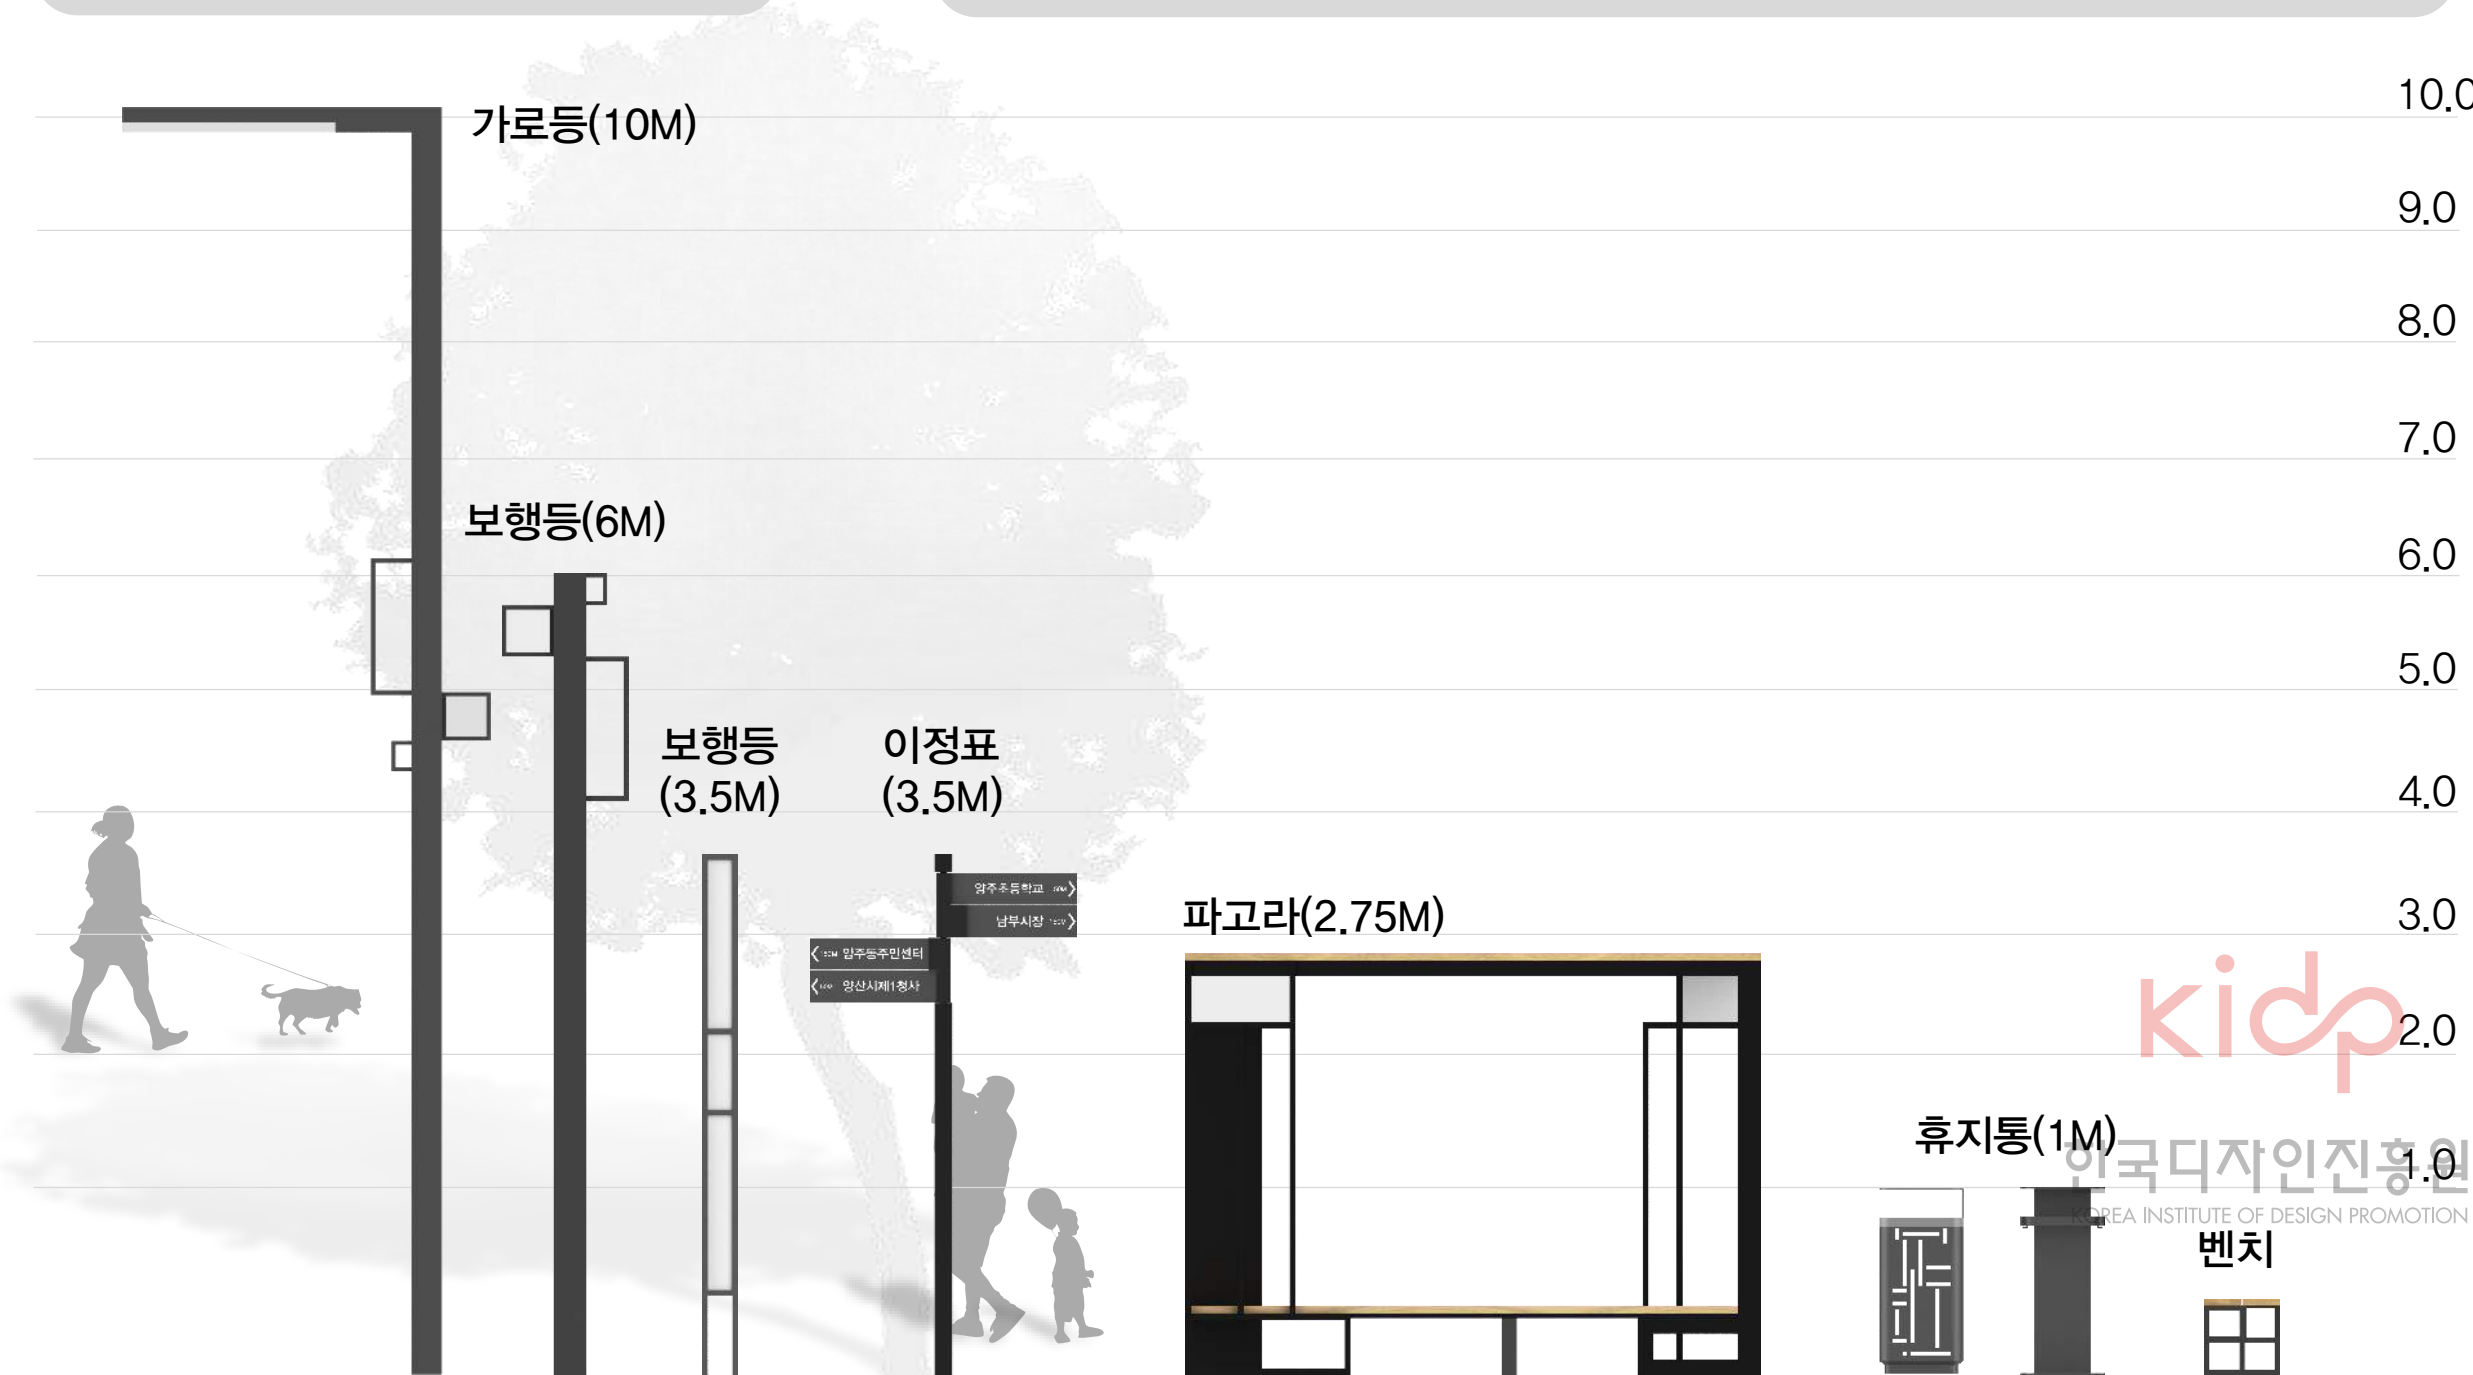 가로등(10M)
10.0
9.0
8.0
7.0
보행등(6M)
6.0
5.0
보행등
(3.5M)
이정표
(3.5M)
4.0
양주초등학교
남부시장
양주동주민센터
양산시제1청사
파고라(2.75M)
3.0
kidp
2.0
휴지통(1M)
한국디자인진흥원
1.0
KOREA INSTITUTE OF DESIGN PROMOTION
벤치